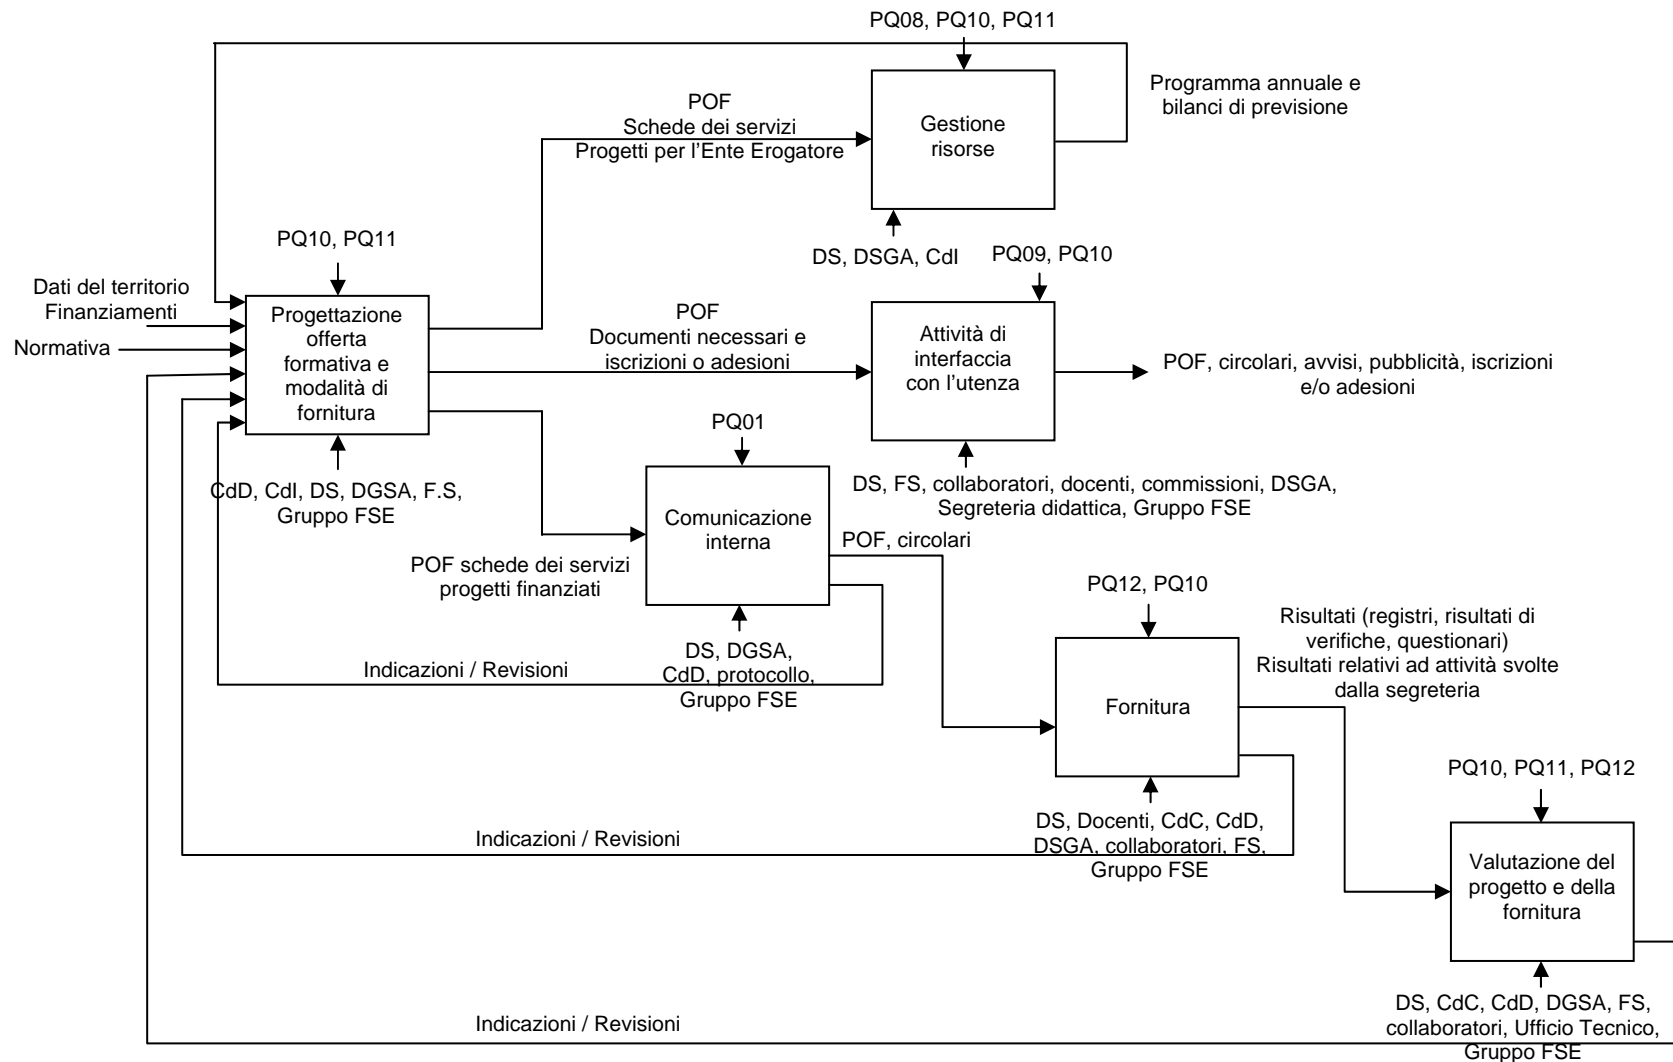 PQ08, PQ10, PQ11
Programma annuale e
bilanci di previsione
POF
Schede dei servizi
Progetti per l'Ente Erogatore
Gestione
risorse
DS, DSGA, CdI
PQ09, PQ10
PQ10, PQ11
Dati del territorio
Finanziamenti
Normativa
Progettazione
offerta
formativa e
modalità di
fornitura
POF
Documenti necessari e
iscrizioni o adesioni
Attività di
interfaccia
con l'utenza
POF, circolari, avvisi, pubblicità, iscrizioni
e/o adesioni
PQ01
CdD, CdI, DS, DGSA, F.S,
Gruppo FSE
DS, FS, collaboratori, docenti, commissioni, DSGA,
Segreteria didattica, Gruppo FSE
Comunicazione
interna
POF, circolari
POF schede dei servizi
progetti finanziati
PQ12, PQ10
Risultati (registri, risultati di
verifiche, questionari)
Risultati relativi ad attività svolte
dalla segreteria
Indicazioni / Revisioni
DS, DGSA,
CdD, protocollo,
Gruppo FSE
Fornitura
PQ10, PQ11, PQ12
Indicazioni / Revisioni
DS, Docenti, CdC, CdD,
DSGA, collaboratori, FS,
Gruppo FSE
Valutazione del
progetto e della
fornitura
Indicazioni / Revisioni
DS, CdC, CdD, DGSA, FS,
collaboratori, Ufficio Tecnico,
Gruppo FSE